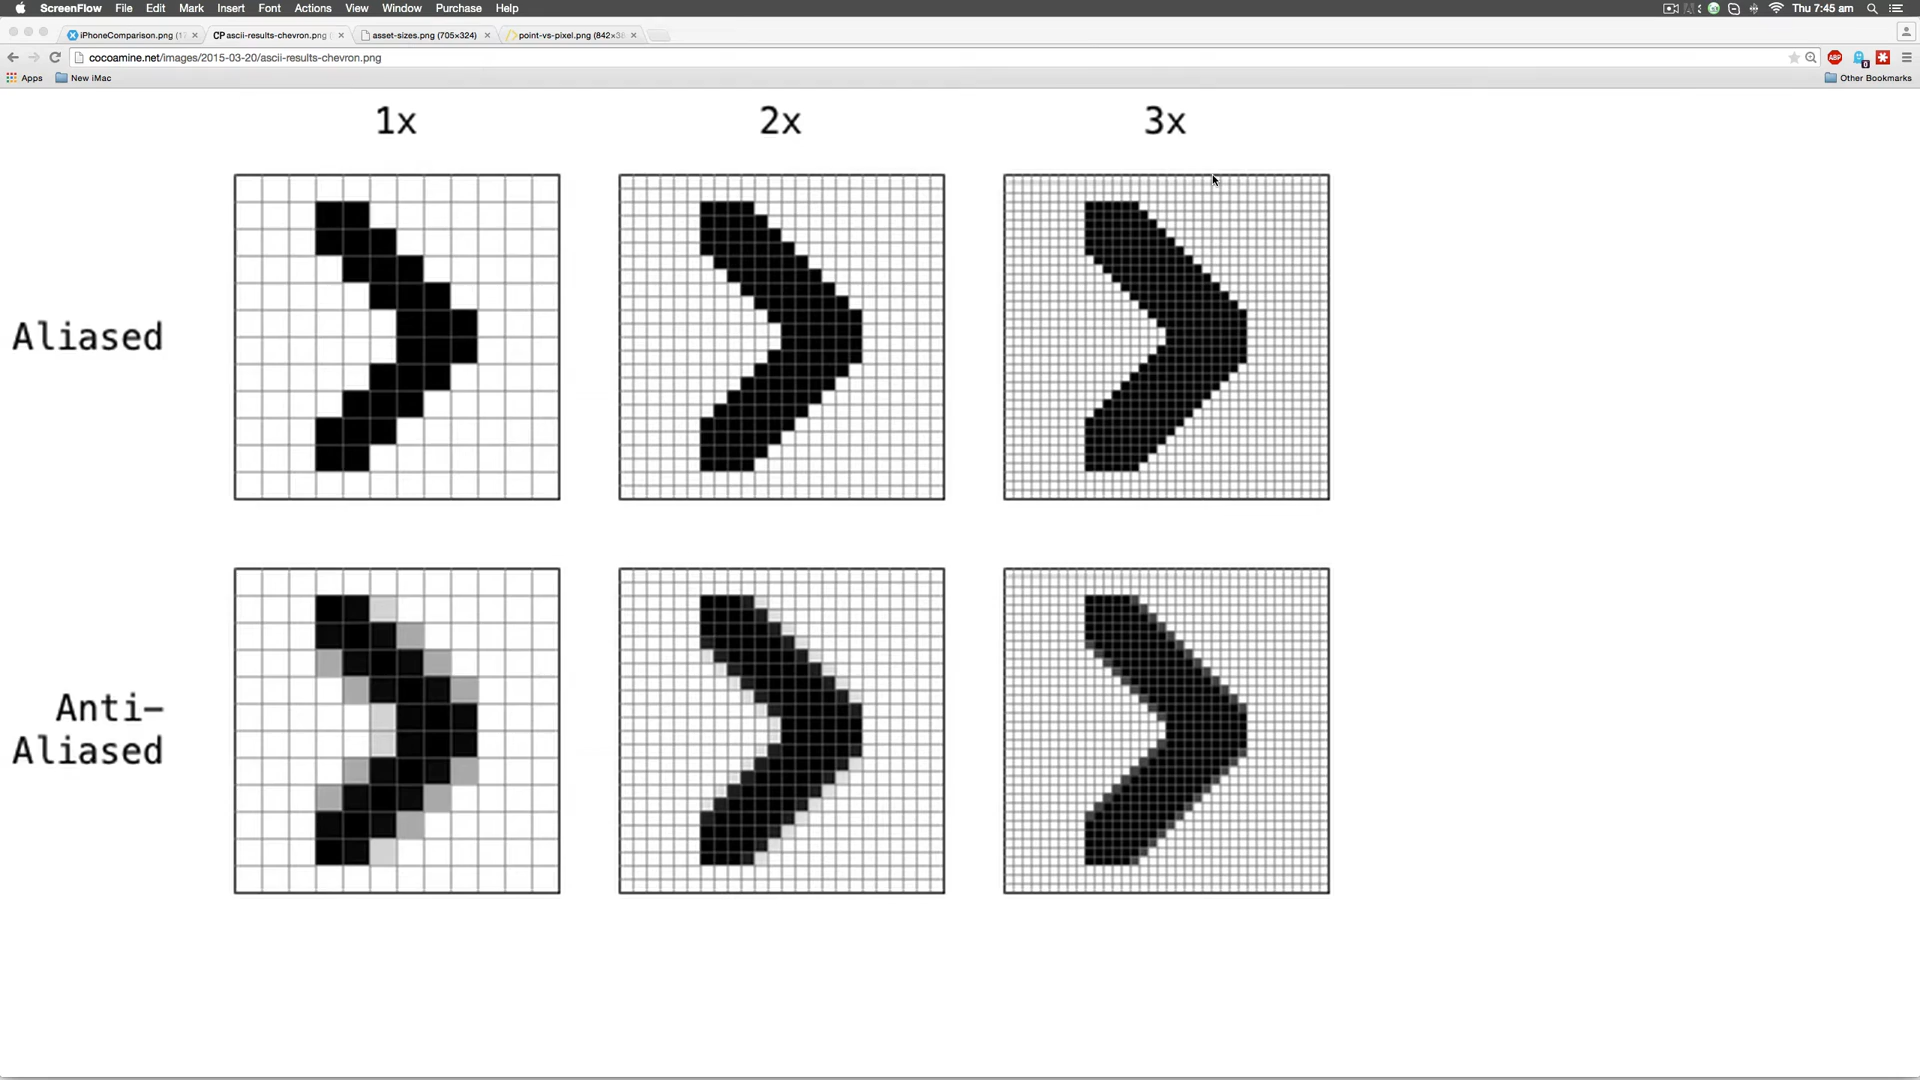 ScreenFlow File Edit Mark Insert Font Actions View Window Purchase Help Thu 7:45 am
iPhoneComparison.png ascii-results-chevron.png asset-sizes.png (705×324) point-vs-pixel.png
cocoamine.net/images/2015-03-20/ascii-results-chevron.png
Apps New iMac Other Bookmarks
1x 2x 3x
Aliased
Anti-
Aliased